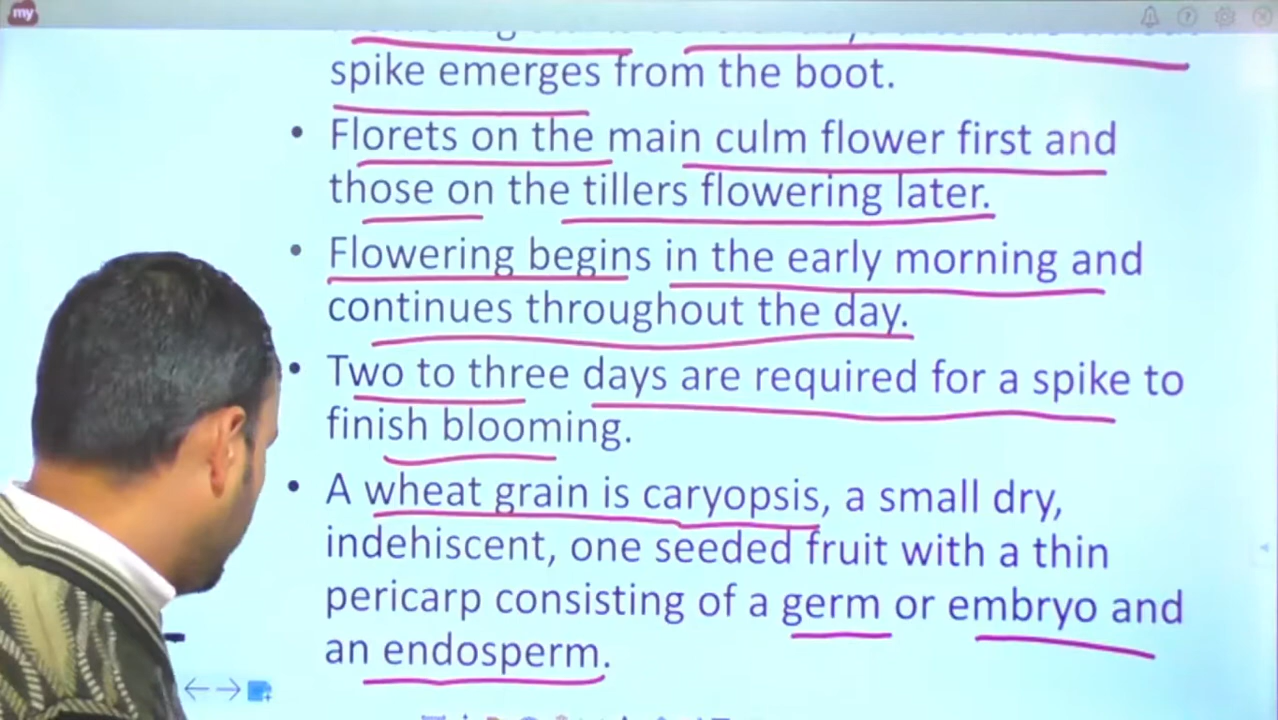 my
spike emerges from the boot.
• Florets on the main culm flower first and
those on the tillers flowering later.
• Flowering begins in the early morning and
continues throughout the day.
• Two to three days are required for a spike to
finish blooming.
• A wheat grain is caryopsis, a small dry,
indehiscent, one seeded fruit with a thin
pericarp consisting of a germ or embryo and
an endosperm.